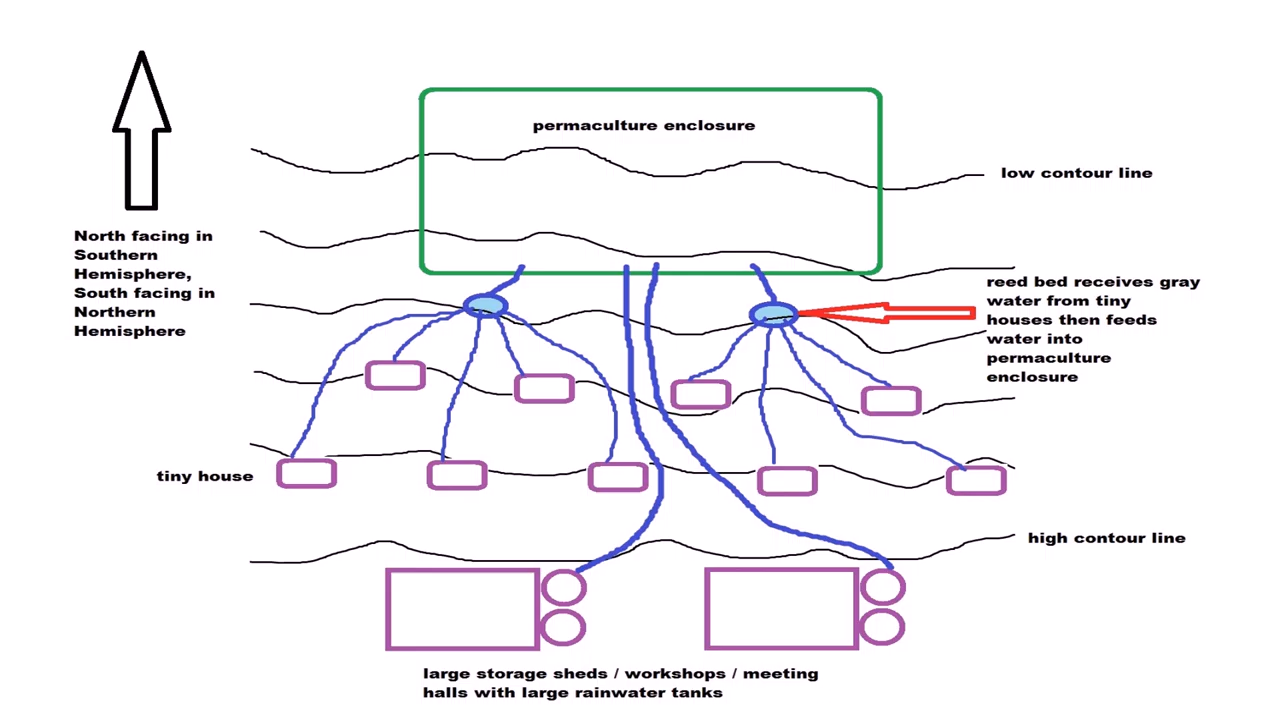 permaculture enclosure
low contour line
North facing in
Southern
Hemisphere,
South facing in
Northern
Hemisphere
reed bed receives gray
water from tiny
houses then feeds
water into
permaculture
enclosure
tiny house
high contour line
large storage sheds / workshops / meeting
halls with large rainwater tanks